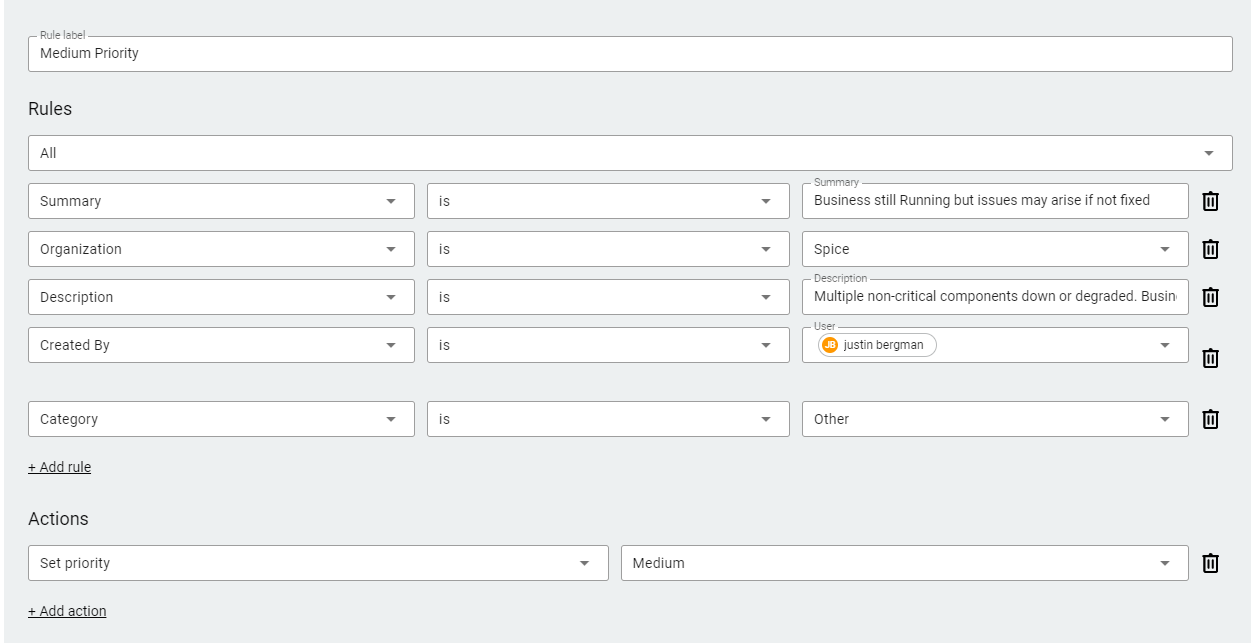 Rule label
Medium Priority
Rules
All
Summary is Summary Business still Running but issues may arise if not fixed
Organization is Spice
Description is Description Multiple non-critical components down or degraded. Busin
Created By is User JB justin bergman
Category is Other
+ Add rule
Actions
Set priority Medium
+ Add action